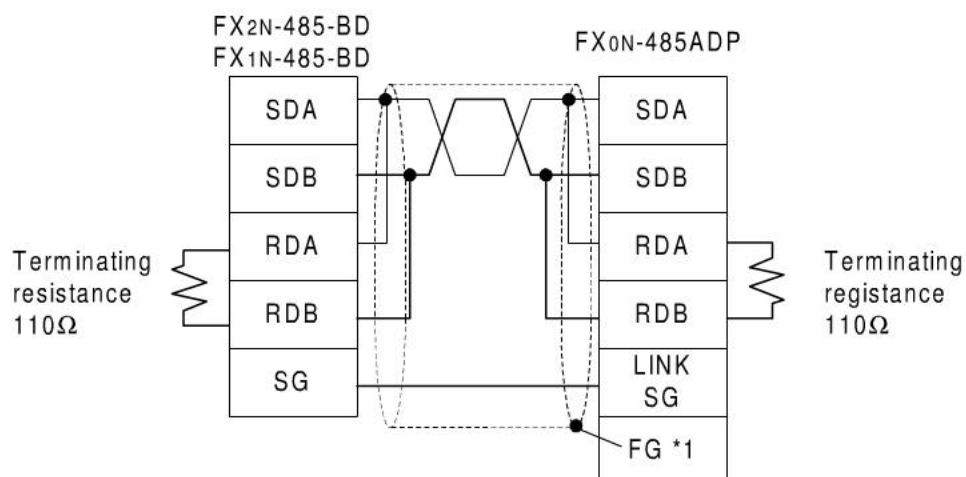 FX2N-485-BD
FX1N-485-BD
FX0N-485ADP
SDA
SDA
SDB
SDB
RDA
RDA
Terminating
resistance
110Ω
Terminating
registance
110Ω
RDB
RDB
SG
LINK
SG
FG *1